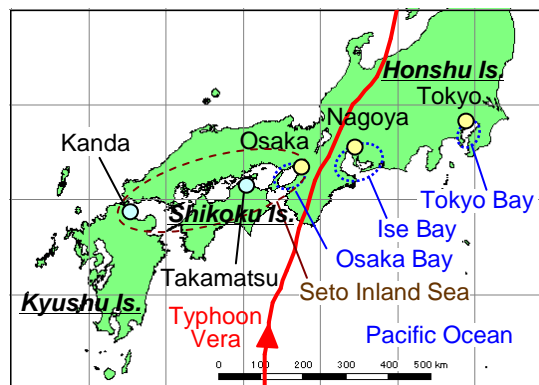 Honshu Is.
Tokyo
Nagoya
Kanda
Osaka
Tokyo Bay
Shikoku Is.
Ise Bay
Osaka Bay
Takamatsu
Seto Inland Sea
Kyushu Is.
Typhoon
Vera
Pacific Ocean
0 100 200 300 400 500 km